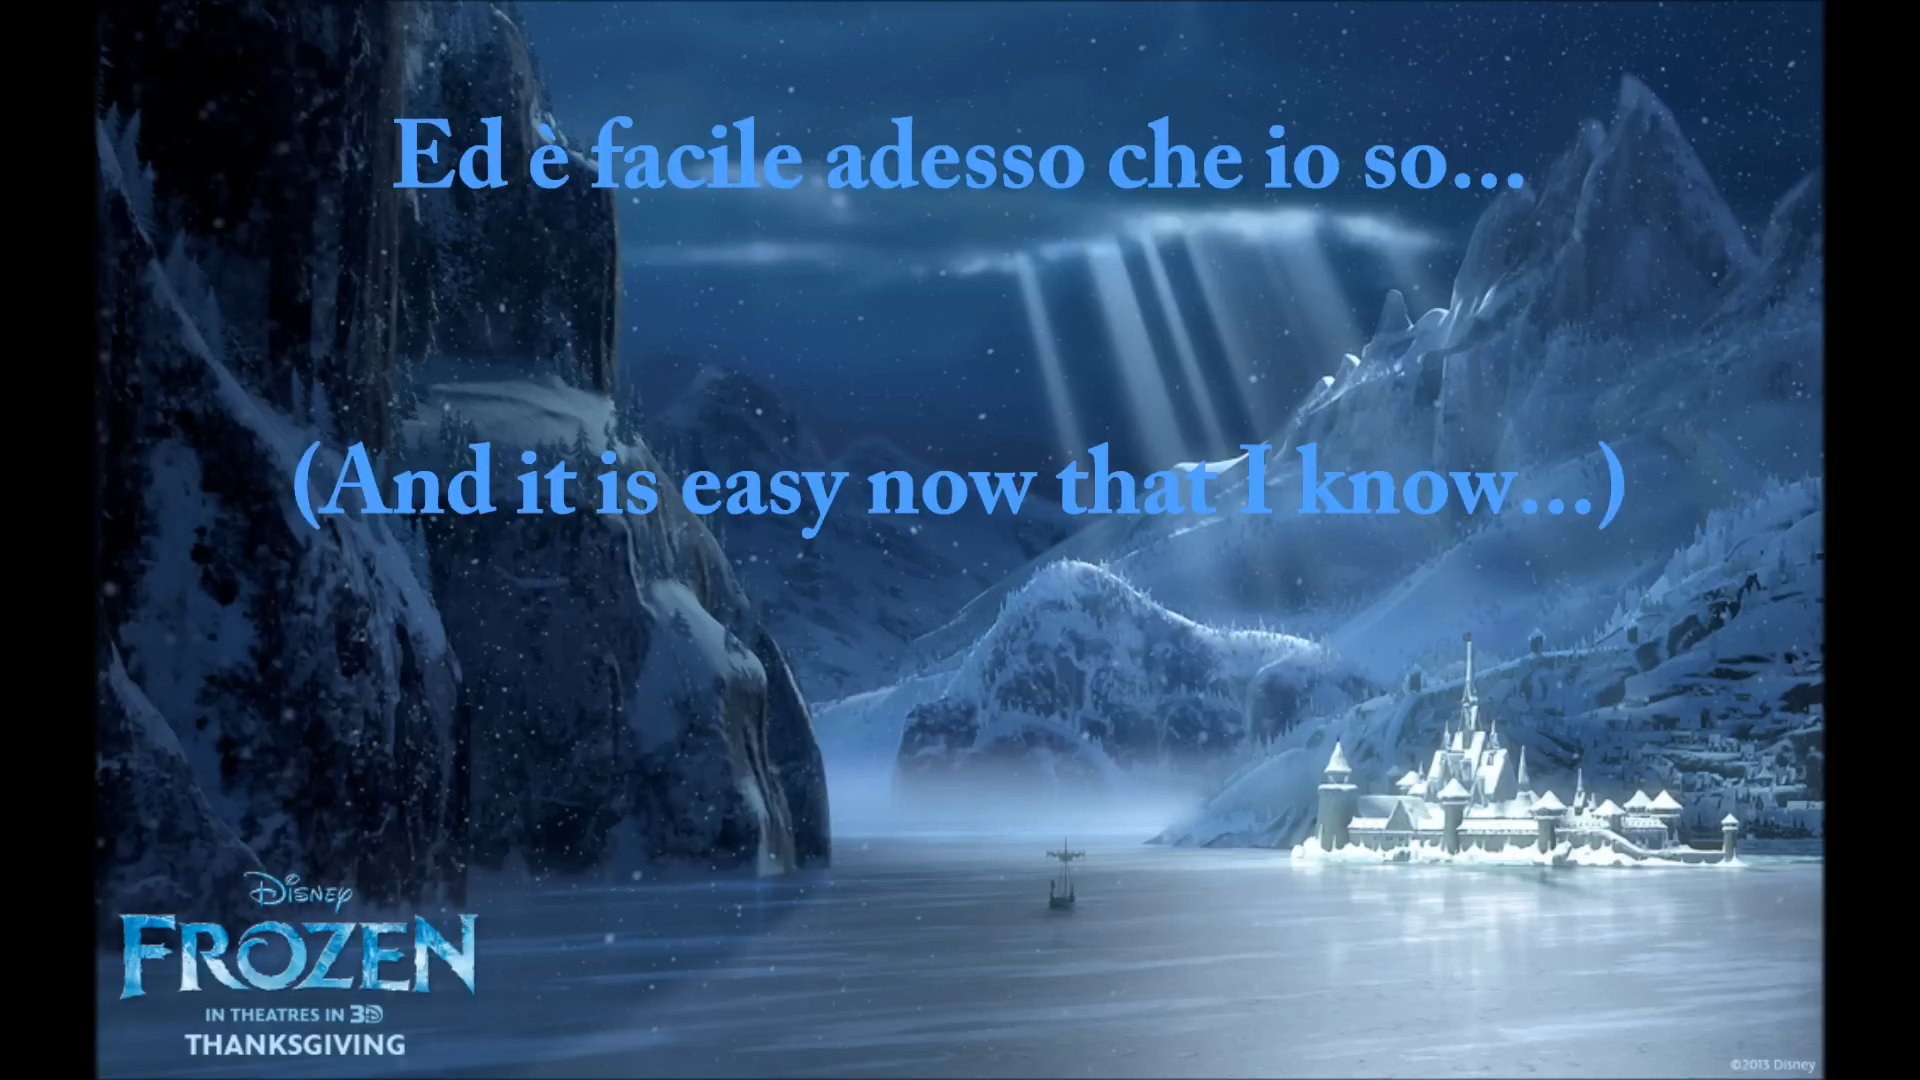 Ed è facile adesso che io so...
(And it is easy now that I know...)
Disney
FROZEN
IN THEATRES IN 3D
THANKSGIVING
©2013 Disney